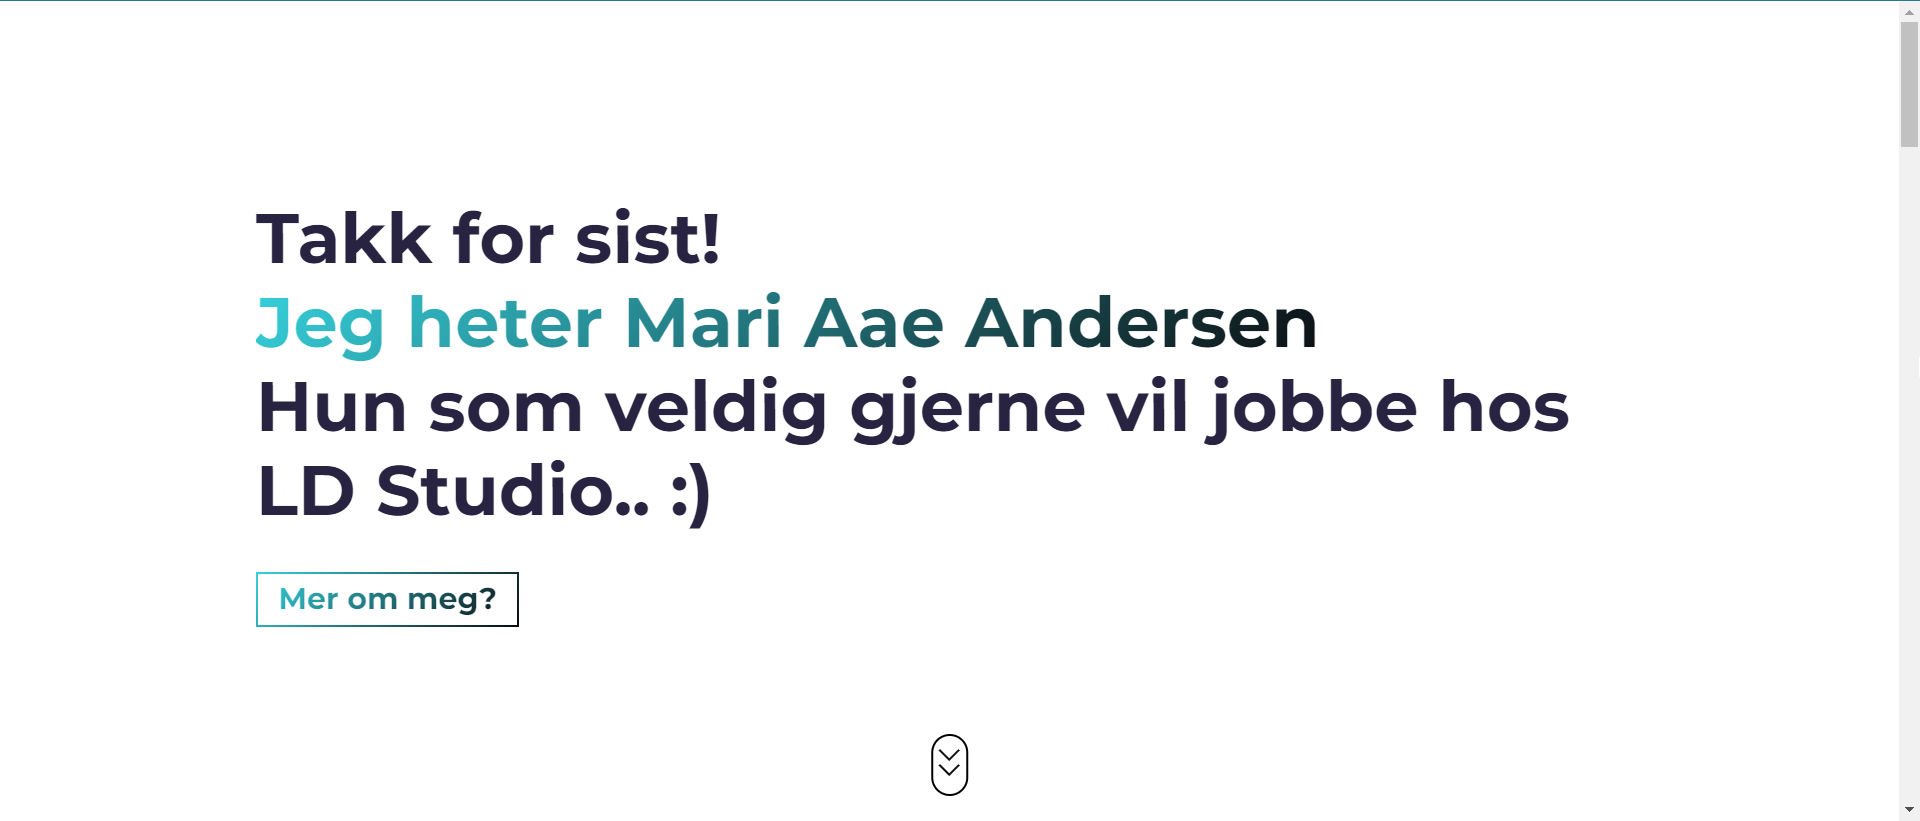 Takk for sist!
Jeg heter Mari Aae Andersen
Hun som veldig gjerne vil jobbe hos
LD Studio.. :)
Mer om meg?